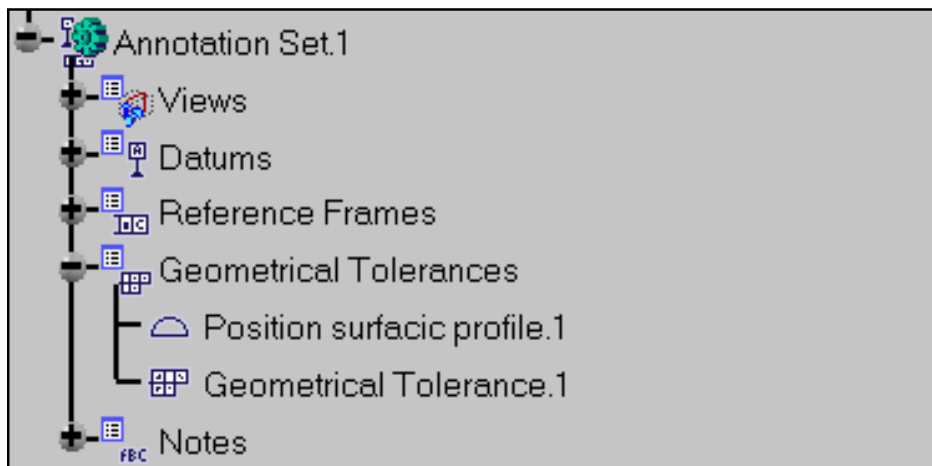 Annotation Set.1
Views
Datums
Reference Frames
Geometrical Tolerances
Position surfacic profile.1
Geometrical Tolerance.1
Notes